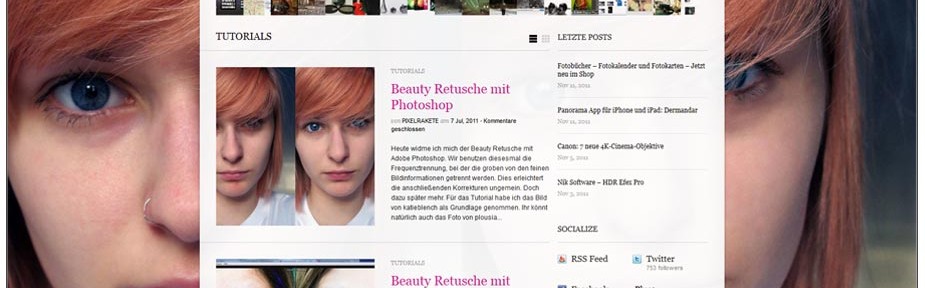 TUTORIALS
TUTORIALS
Beauty Retusche mit
Photoshop
von PIXELRAKETE am 7 Jul, 2011 • Kommentare
geschlossen
Heute widme ich mich der Beauty Retusche mit
Adobe Photoshop. Wir benutzen diesesmal die
Frequenztrennung, bei der die groben von den feinen
Bildinformationen getrennt werden. Dies erleichtert
die anschließenden Korrekturen ungemein. Doch
dazu später mehr. Für das Tutorial habe ich das Bild
von katieblench als Grundlage genommen. Ihr könnt
natürlich auch das Foto von plousia...
TUTORIALS
Beauty Retusche mit
LETZTE POSTS
Fotobücher – Fotokalender und Fotokarten – Jetzt
neu im Shop
Nov 11, 2011
Panorama App für iPhone und iPad: Dermandar
Nov 11, 2011
Canon: 7 neue 4K-Cinema-Objektive
Nov 5, 2011
Nik Software – HDR Efex Pro
Nov 3, 2011
SOCIALIZE
RSS Feed
Twitter
753 followers